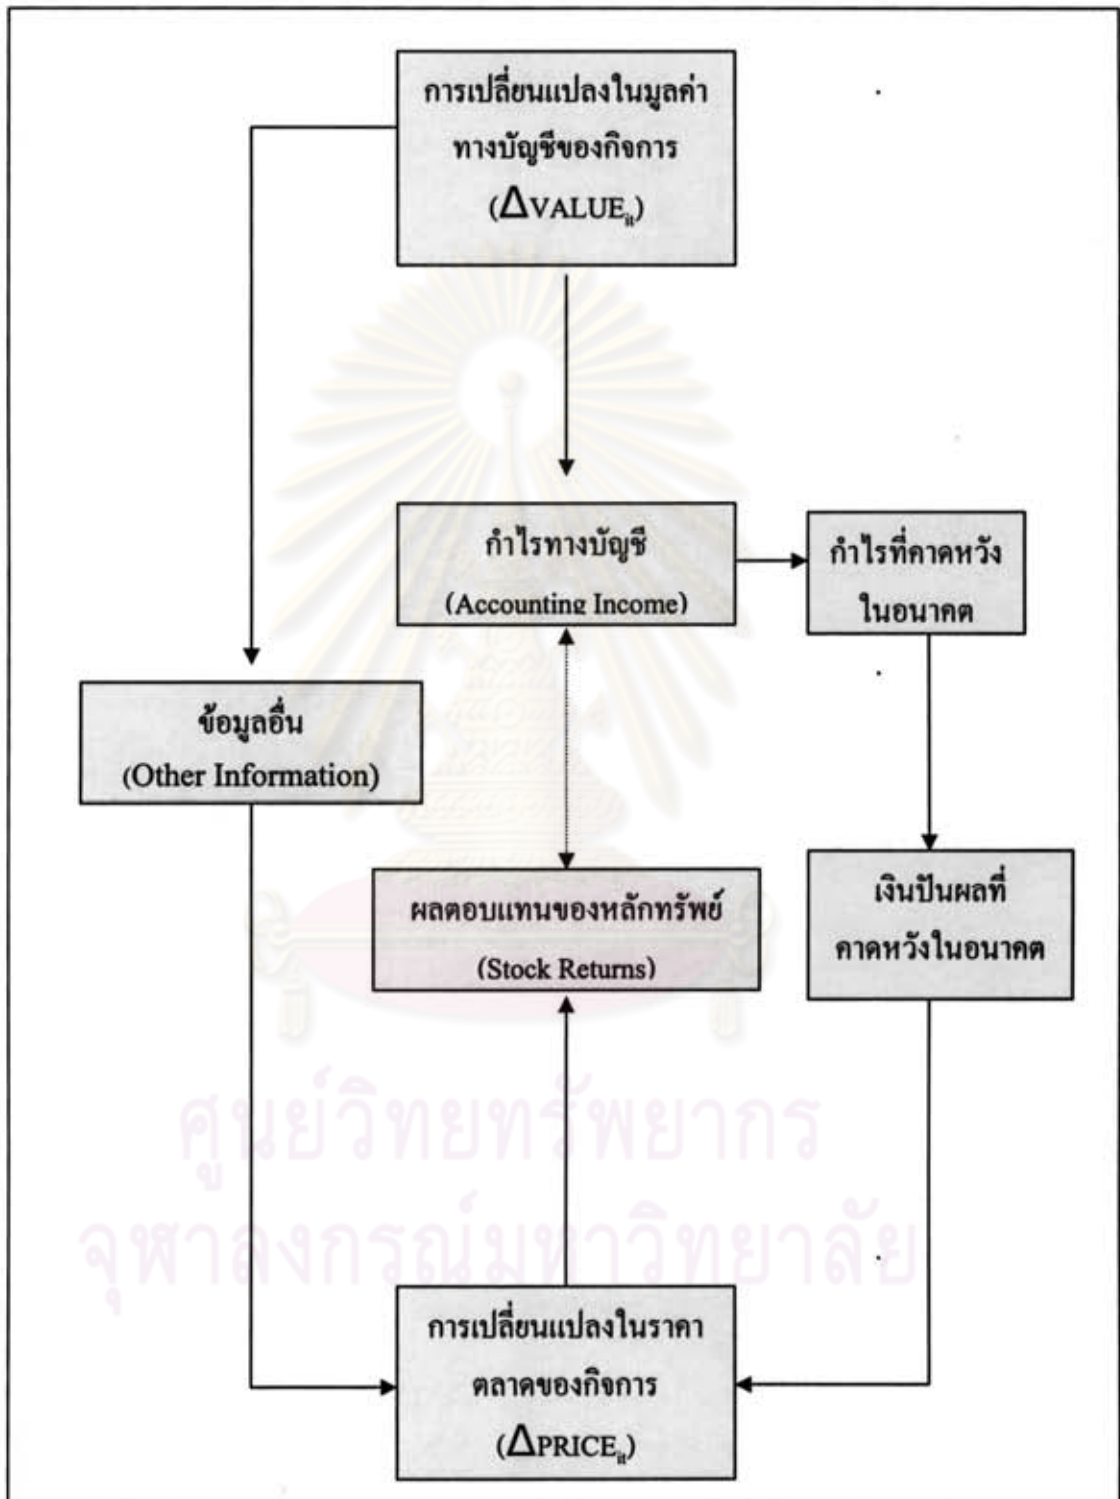 การเปลี่ยนแปลงในมูลค่า
ทางบัญชีของกิจการ
(ΔVALUEit)
กำไรทางบัญชี
(Accounting Income)
กำไรที่คาดหวัง
ในอนาคต
ข้อมูลอื่น
(Other Information)
ผลตอบแทนของหลักทรัพย์
(Stock Returns)
เงินปันผลที่
คาดหวังในอนาคต
ศูนย์วิทยทรัพยากร
จุฬาลงกรณ์มหาวิทยาลัย
การเปลี่ยนแปลงในราคา
ตลาดของกิจการ
(ΔPRICEit)